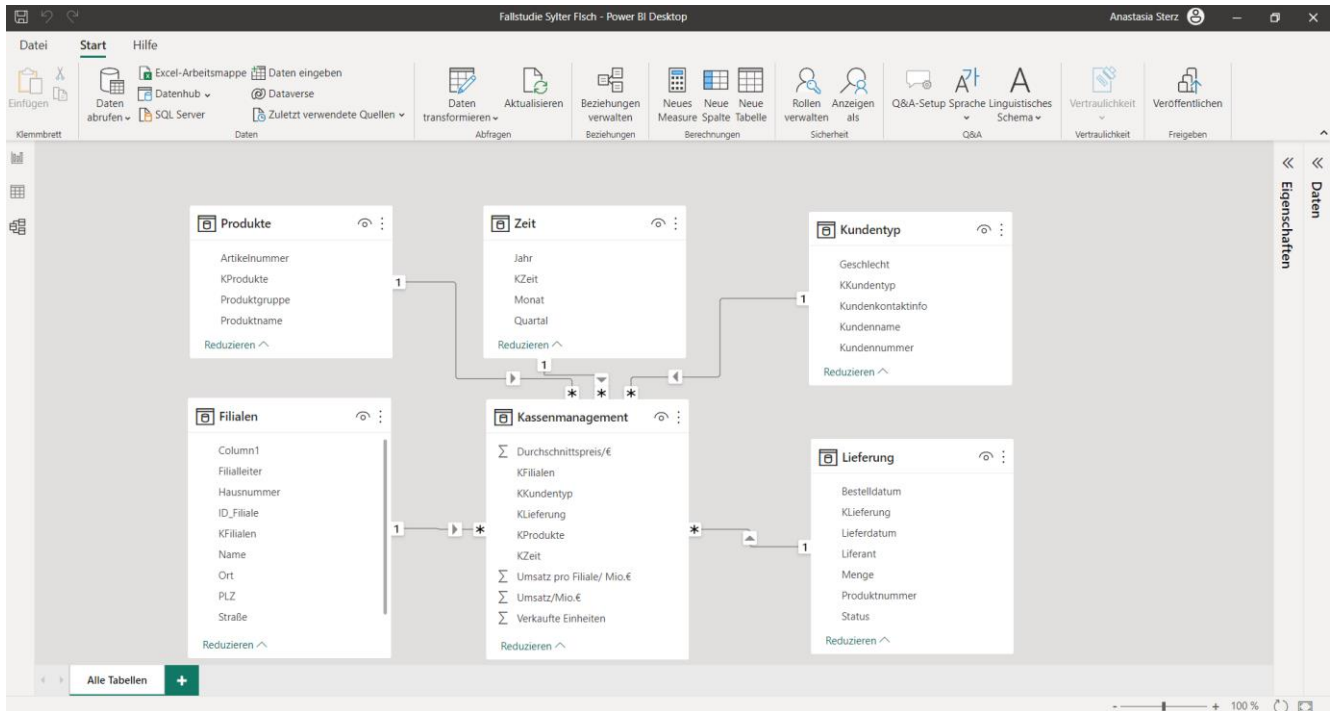 Fallstudie Sylter FIsch - Power BI Desktop
Anastasia Sterz
Datei Start Hilfe
Einfügen
Klemmbrett
Daten abrufen
Excel-Arbeitsmappe
Datenhub
SQL Server
Daten eingeben
Dataverse
Zuletzt verwendete Quellen
Daten
Daten transformieren
Aktualisieren
Abfragen
Beziehungen verwalten
Beziehungen
Neues Measure
Neue Spalte
Neue Tabelle
Berechnungen
Rollen verwalten
Anzeigen als
Sicherheit
Q&A-Setup
Sprache
Linguistisches Schema
Q&A
Vertraulichkeit
Vertraulichkeit
Veröffentlichen
Freigeben
Eigenschaften
Daten
Produkte
Artikelnummer
KProdukte
Produktgruppe
Produktname
Reduzieren
1
Zeit
Jahr
KZeit
Monat
Quartal
Reduzieren
1
Kundentyp
Geschlecht
KKundentyp
Kundenkontaktinfo
Kundenname
Kundennummer
Reduzieren
1
* * *
Filialen
Column1
Filialleiter
Hausnummer
ID_Filiale
KFilialen
Name
Ort
PLZ
Straße
Reduzieren
1
*
Kassenmanagement
Σ Durchschnittspreis/€
KFilialen
KKundentyp
KLieferung
KProdukte
KZeit
Σ Umsatz pro Filiale/ Mio.€
Σ Umsatz/Mio.€
Σ Verkaufte Einheiten
Reduzieren
*
1
Lieferung
Bestelldatum
KLieferung
Lieferdatum
Liferant
Menge
Produktnummer
Status
Reduzieren
Alle Tabellen +
- + 100 %